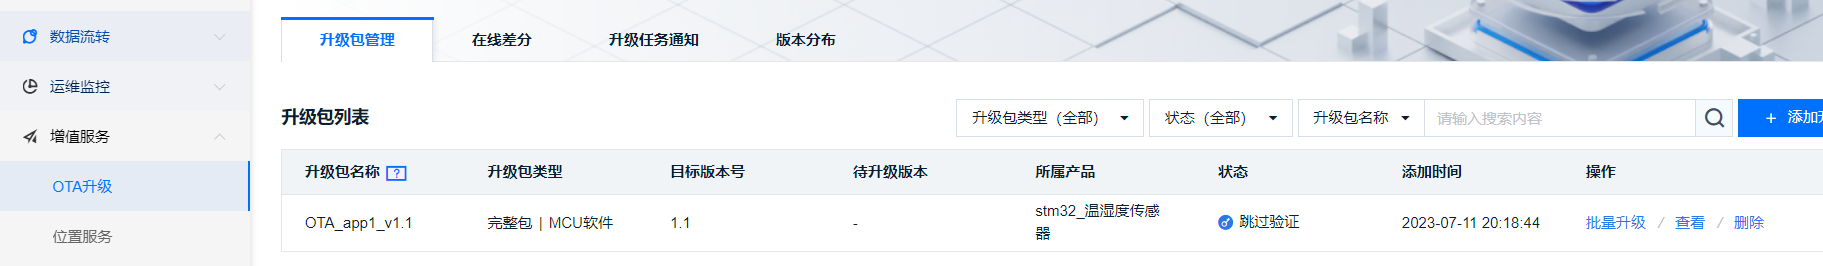 数据流转
运维监控
增值服务
OTA升级
位置服务
升级包管理 在线差分 升级任务通知 版本分布
升级包列表
升级包类型（全部） 状态（全部） 升级包名称 请输入搜索内容 + 添加
升级包名称 ? 升级包类型 目标版本号 待升级版本 所属产品 状态 添加时间 操作
OTA_app1_v1.1 完整包 | MCU软件 1.1 - stm32_温湿度传感 跳过验证 2023-07-11 20:18:44 批量升级 / 查看 / 删除
器